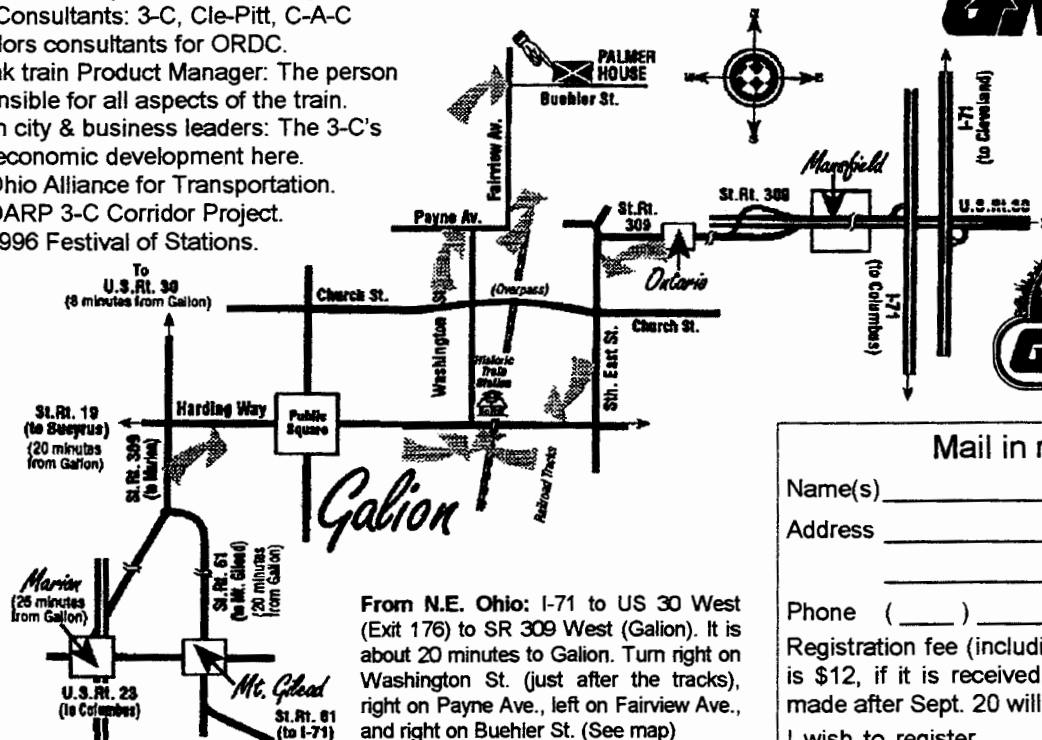 Consultants: 3-C, Cle-Pitt, C-A-C
consultants for ORDC.
train Product Manager: The person
for all aspects of the train.
city & business leaders: The 3-C's
economic development here.
Ohio Alliance for Transportation.
OARP 3-C Corridor Project.
1996 Festival of Stations.
PALMER
HOUSE
Buehler St.
Fairview Av.
Payne Av.
N
W
E
S
I-71
(to Cleveland)
Mansfield
St.Rt. 309
U.S.Rt.30
St.Rt.
309
Ontario
I-71
(to Columbus)
To
U.S.Rt. 30
(8 minutes from Galion)
Church St.
(Overpass)
Church St.
Washington St.
Historic
Train
Station
Sth. East St.
St.Rt. 19
(to Bucyrus)
(20 minutes
from Galion)
Harding Way
Public
Square
St.Rt. 309
(to Marion)
Railroad Tracks
Galion
St.Rt. 61
(to Mt. Gilead)
(20 minutes
from Galion)
Marion
(25 minutes
from Galion)
U.S.Rt. 23
(to Columbus)
Mt. Gilead
St.Rt. 61
(to I-71)
From N.E. Ohio: I-71 to US 30 West
(Exit 176) to SR 309 West (Galion). It is
about 20 minutes to Galion. Turn right on
Washington St. (just after the tracks),
right on Payne Ave., left on Fairview Ave.,
and right on Buehler St. (See map)
Mail in
Name(s)
Address
Phone ( )
Registration fee
is $12, if it is received
made after Sept. 20 will
I wish to register